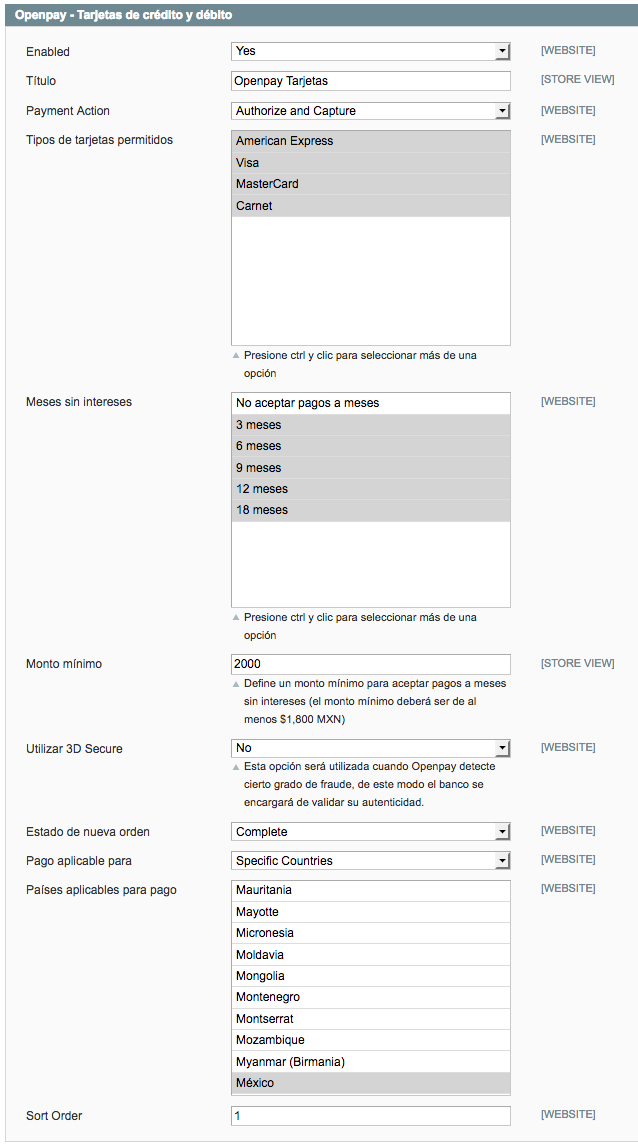 Openpay - Tarjetas de crédito y débito
Enabled Yes [WEBSITE]
Título Openpay Tarjetas [STORE VIEW]
Payment Action Authorize and Capture [WEBSITE]
Tipos de tarjetas permitidos American Express [WEBSITE]
Visa
MasterCard
Carnet
Presione ctrl y clic para seleccionar más de una
opción
Meses sin intereses No aceptar pagos a meses [WEBSITE]
3 meses
6 meses
9 meses
12 meses
18 meses
Presione ctrl y clic para seleccionar más de una
opción
Monto mínimo 2000 [STORE VIEW]
Define un monto mínimo para aceptar pagos a meses
sin intereses (el monto mínimo deberá ser de al
menos $1,800 MXN)
Utilizar 3D Secure No [WEBSITE]
Esta opción será utilizada cuando Openpay detecte
cierto grado de fraude, de este modo el banco se
encargará de validar su autenticidad.
Estado de nueva orden Complete [WEBSITE]
Pago aplicable para Specific Countries [WEBSITE]
Países aplicables para pago Mauritania [WEBSITE]
Mayotte
Micronesia
Moldavia
Mongolia
Montenegro
Montserrat
Mozambique
Myanmar (Birmania)
México
Sort Order 1 [WEBSITE]